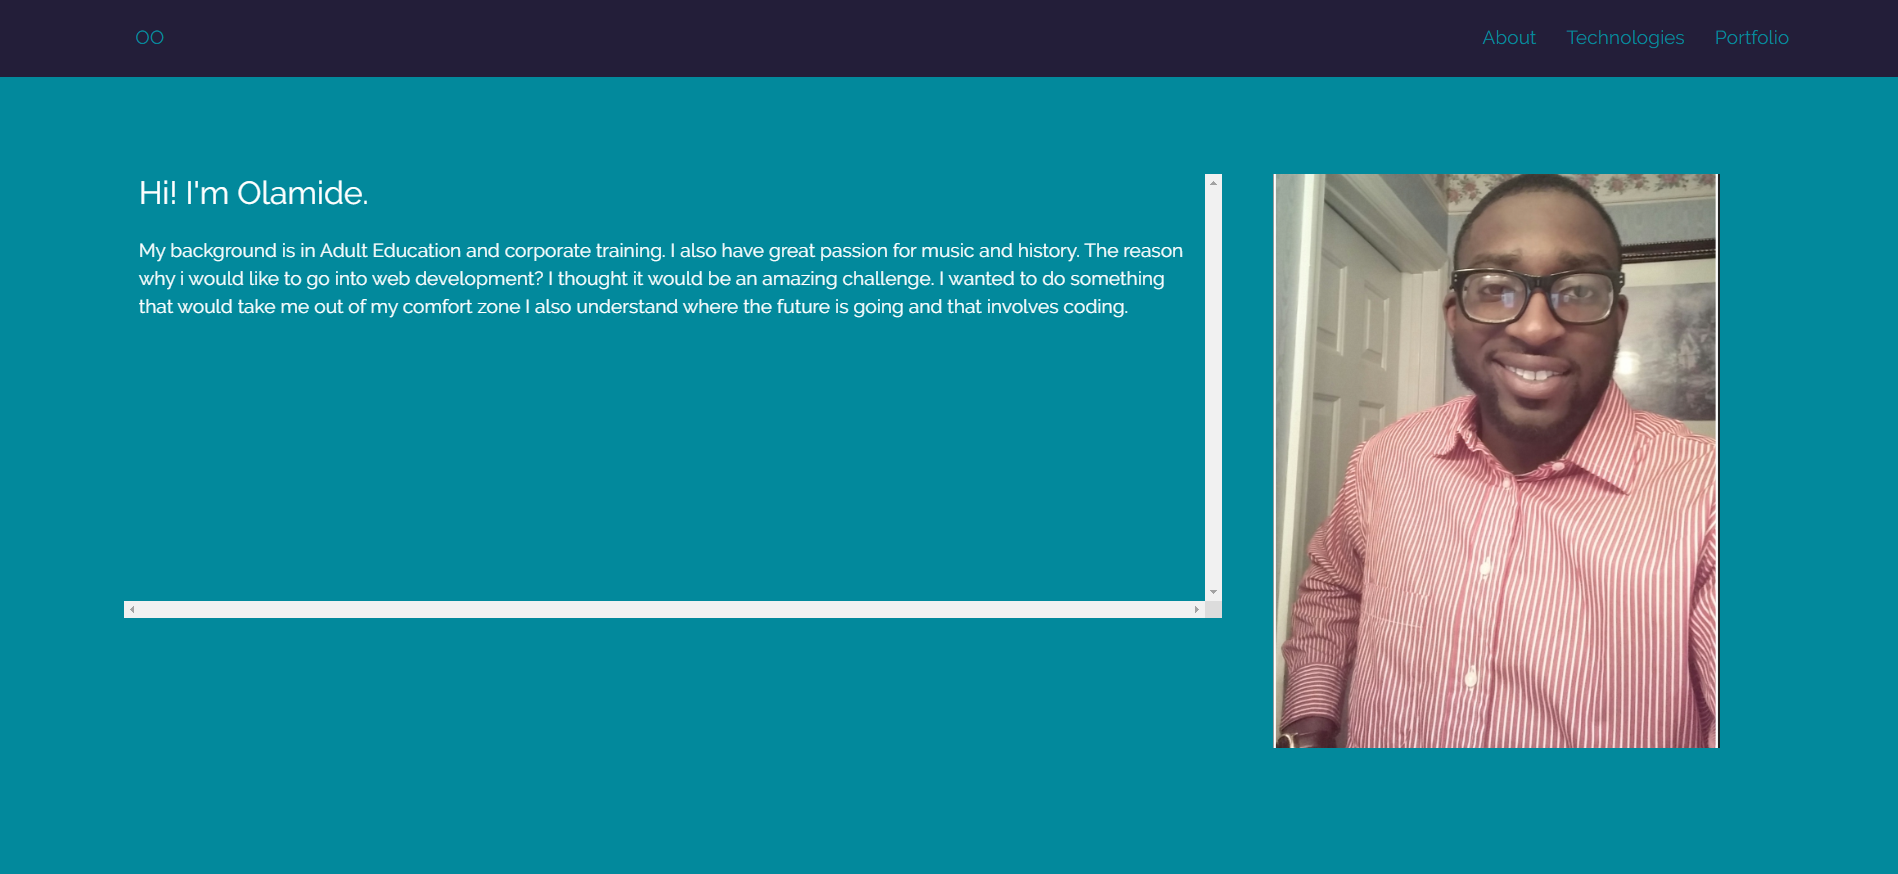 OO
About Technologies Portfolio
Hi! I'm Olamide.
My background is in Adult Education and corporate training. I also have great passion for music and history. The reason
why i would like to go into web development? I thought it would be an amazing challenge. I wanted to do something
that would take me out of my comfort zone I also understand where the future is going and that involves coding.